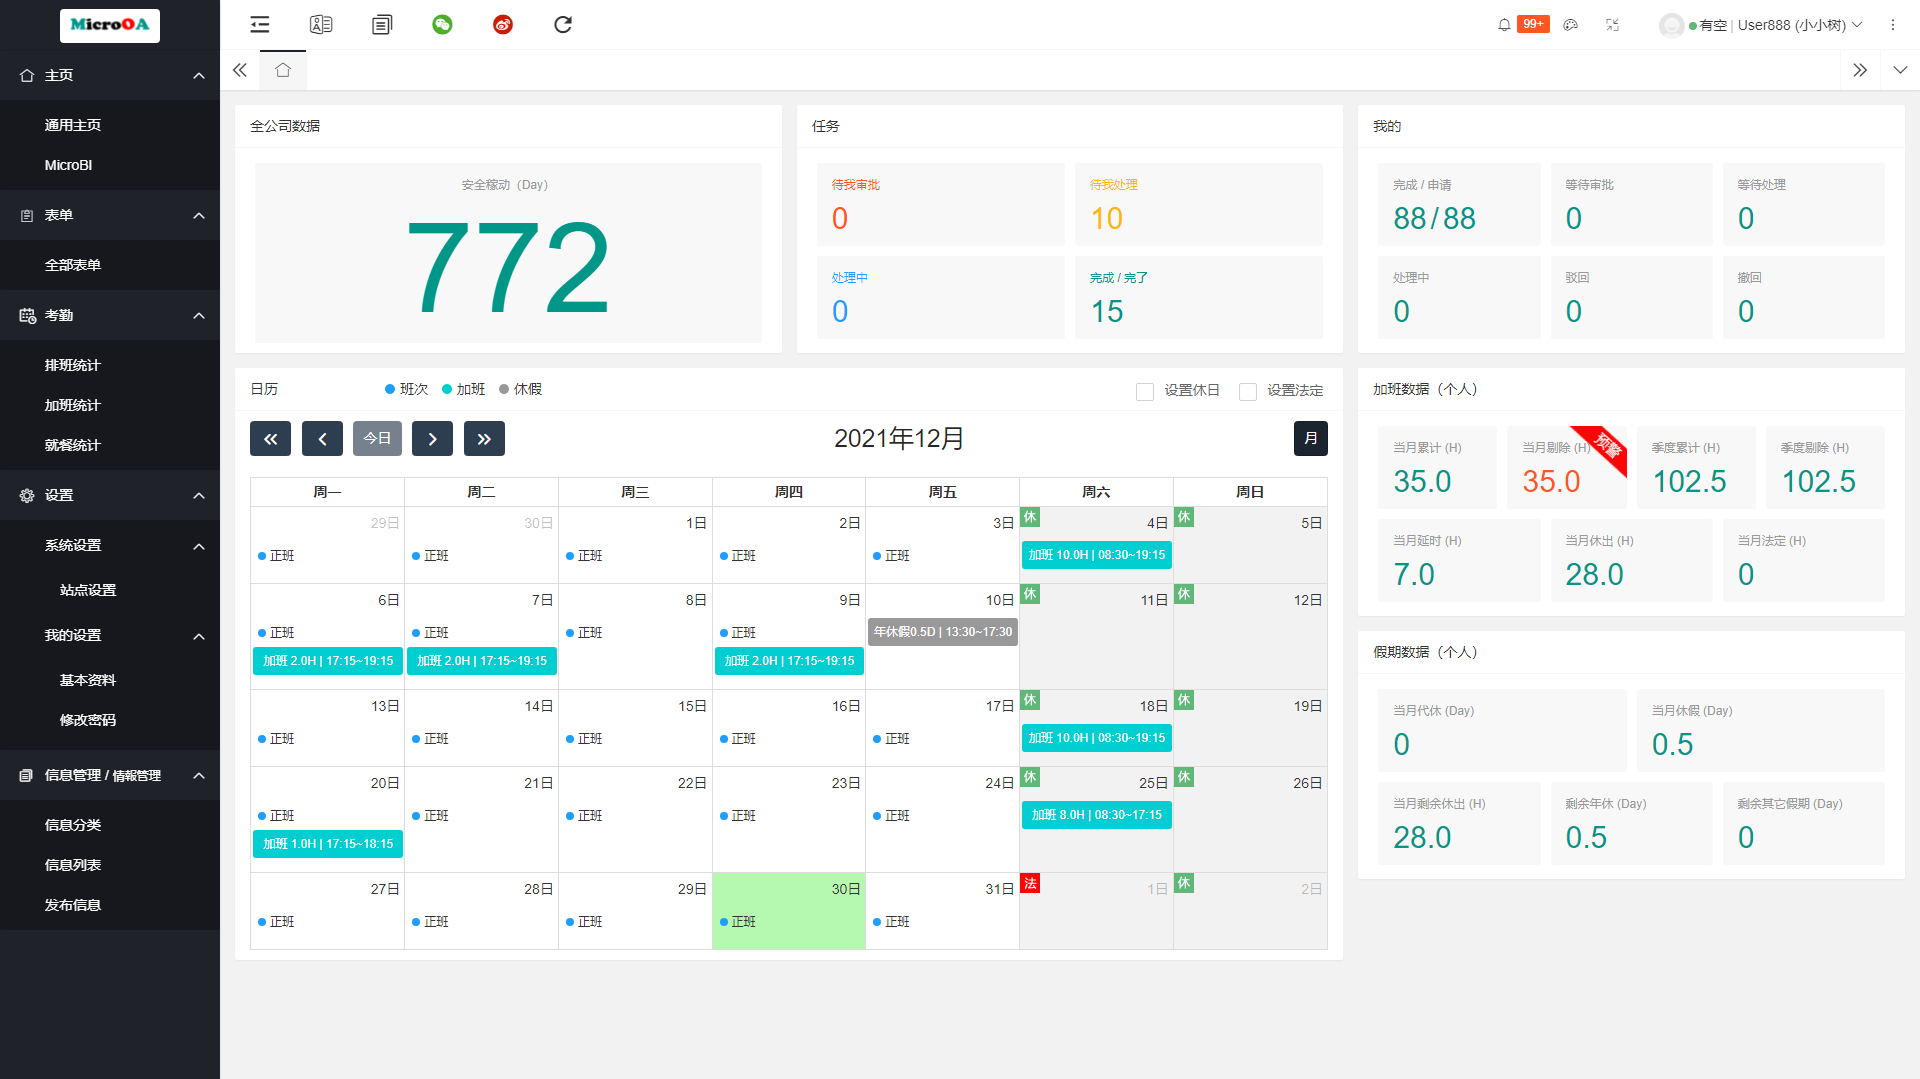 MicroOA
主页
通用主页
MicroBI
表单
全部表单
考勤
排班统计
加班统计
就餐统计
设置
系统设置
站点设置
我的设置
基本资料
修改密码
信息管理 / 情報管理
信息分类
信息列表
发布信息
99+
有空 | User888 (小小树)
全公司数据
安全稼动（Day）
772
任务
待我审批
0
待我处理
10
处理中
0
完成 / 完了
15
我的
完成 / 申请
88/88
等待审批
0
等待处理
0
处理中
0
驳回
0
撤回
0
日历
班次 加班 休假
设置休日 设置法定
今日
2021年12月
月
周一 周二 周三 周四 周五 周六 周日
29日 30日 1日 2日 3日 休 4日 休 5日
正班 正班 正班 正班 正班 加班 10.0H | 08:30~19:15
6日 7日 8日 9日 10日 休 11日 休 12日
正班 正班 正班 正班 年休假0.5D | 13:30~17:30
加班 2.0H | 17:15~19:15 加班 2.0H | 17:15~19:15 加班 2.0H | 17:15~19:15
13日 14日 15日 16日 17日 休 18日 休 19日
正班 正班 正班 正班 正班 加班 10.0H | 08:30~19:15
20日 21日 22日 23日 24日 休 25日 休 26日
正班 正班 正班 正班 正班 加班 8.0H | 08:30~17:15
加班 1.0H | 17:15~18:15
27日 28日 29日 30日 31日 法 1日 休 2日
正班 正班 正班 正班 正班
加班数据（个人）
当月累计 (H)
35.0
当月剔除 (H)
预警
35.0
季度累计 (H)
102.5
季度剔除 (H)
102.5
当月延时 (H)
7.0
当月休出 (H)
28.0
当月法定 (H)
0
假期数据（个人）
当月代休 (Day)
0
当月休假 (Day)
0.5
当月剩余休出 (H)
28.0
剩余年休 (Day)
0.5
剩余其它假期 (Day)
0